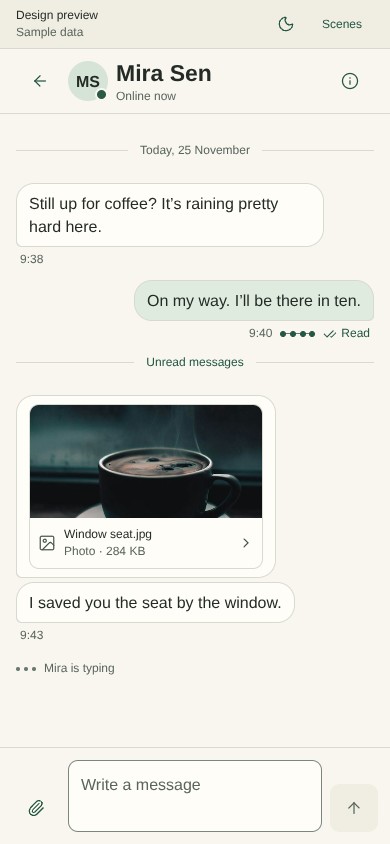 Design preview
Sample data
Scenes
MS
Mira Sen
Online now
Today, 25 November
Still up for coffee? It’s raining pretty
hard here.
9:38
On my way. I’ll be there in ten.
9:40 Read
Unread messages
Window seat.jpg
Photo · 284 KB
I saved you the seat by the window.
9:43
Mira is typing
Write a message